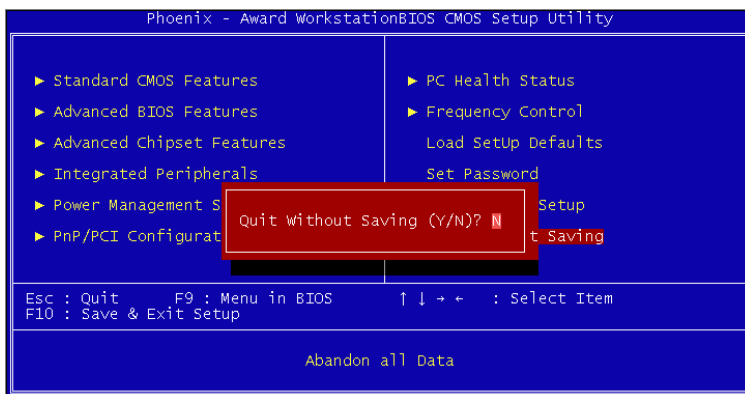 Phoenix - Award WorkstationBIOS CMOS Setup Utility
► Standard CMOS Features
► Advanced BIOS Features
► Advanced Chipset Features
► Integrated Peripherals
► Power Management S
► PnP/PCI Configurat
► PC Health Status
► Frequency Control
Load SetUp Defaults
Set Password
Setup
t Saving
Quit Without Saving (Y/N)? N
Esc : Quit F9 : Menu in BIOS ↑ ↓ → ← : Select Item
F10 : Save & Exit Setup
Abandon all Data